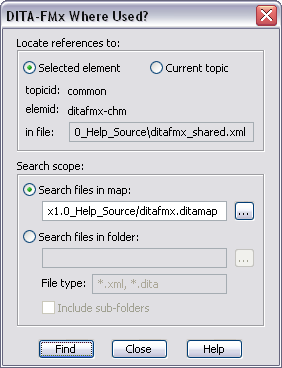 DITA-FMx Where Used?
Locate references to:
Selected element
Current topic
topicid: common
elemid: ditafmx-chm
in file: 0_Help_Source\ditafmx_shared.xml
Search scope:
Search files in map:
x1.0_Help_Source/ditafmx.ditamap ...
Search files in folder:
...
File type: *.xml, *.dita
Include sub-folders
Find Close Help